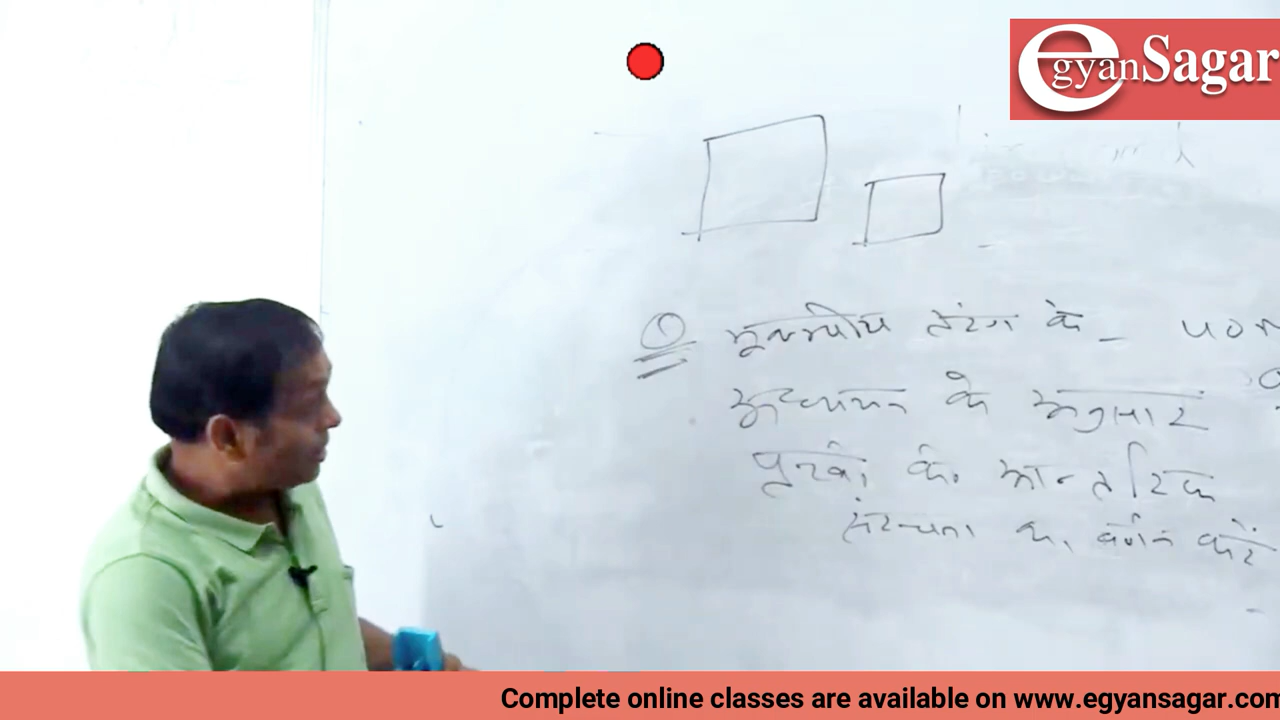 egyanSagar
① भूकम्पीय तरंग के -
अध्ययन के अनुसार
पृथ्वी के आन्तरिक
संरचना का वर्णन करें
Complete online classes are available on www.egyansagar.com